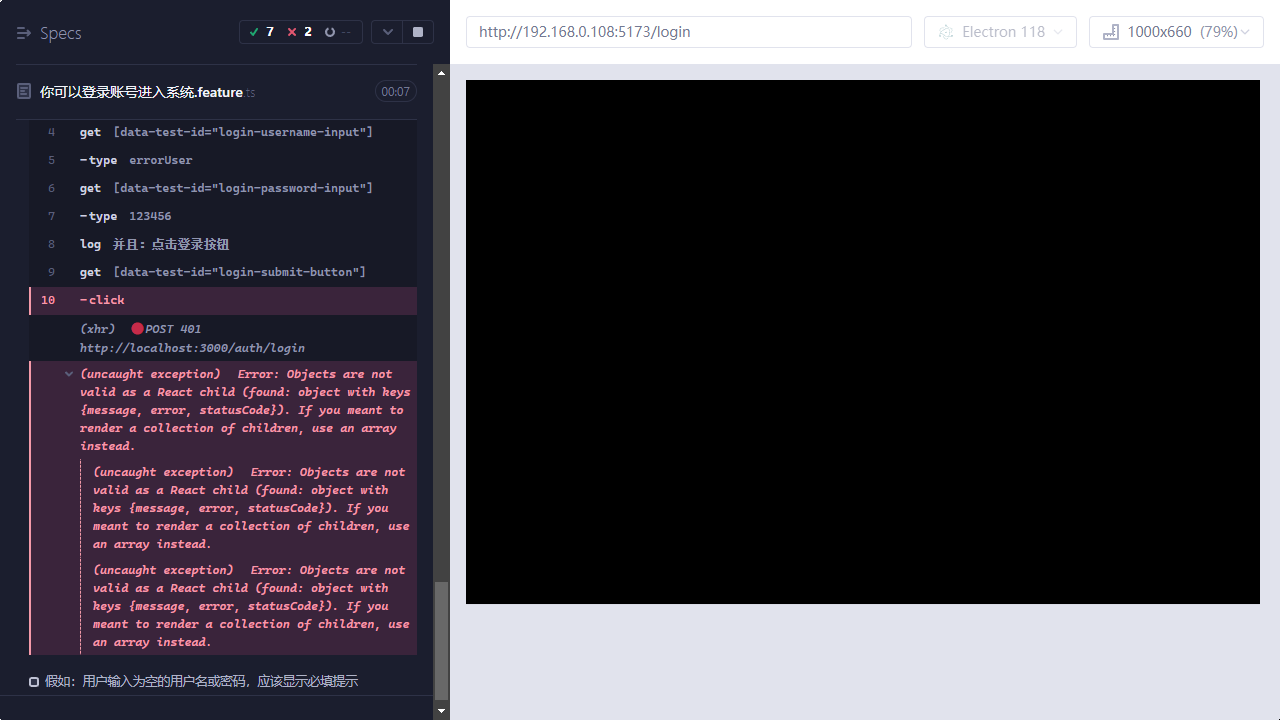 Specs
7
2
--
http://192.168.0.108:5173/login
Electron 118
1000x660 (79%)
你可以登录账号进入系统.feature.ts
00:07
4 get [data-test-id="login-username-input"]
5 -type errorUser
6 get [data-test-id="login-password-input"]
7 -type 123456
8 log 并且: 点击登录按钮
9 get [data-test-id="login-submit-button"]
10 -click
(xhr) POST 401
http://localhost:3000/auth/login
(uncaught exception) Error: Objects are not
valid as a React child (found: object with keys
{message, error, statusCode}). If you meant to
render a collection of children, use an array
instead.
(uncaught exception) Error: Objects are not
valid as a React child (found: object with
keys {message, error, statusCode}). If you
meant to render a collection of children, use
an array instead.
(uncaught exception) Error: Objects are not
valid as a React child (found: object with
keys {message, error, statusCode}). If you
meant to render a collection of children, use
an array instead.
假如: 用户输入为空的用户名或密码, 应该显示必填提示